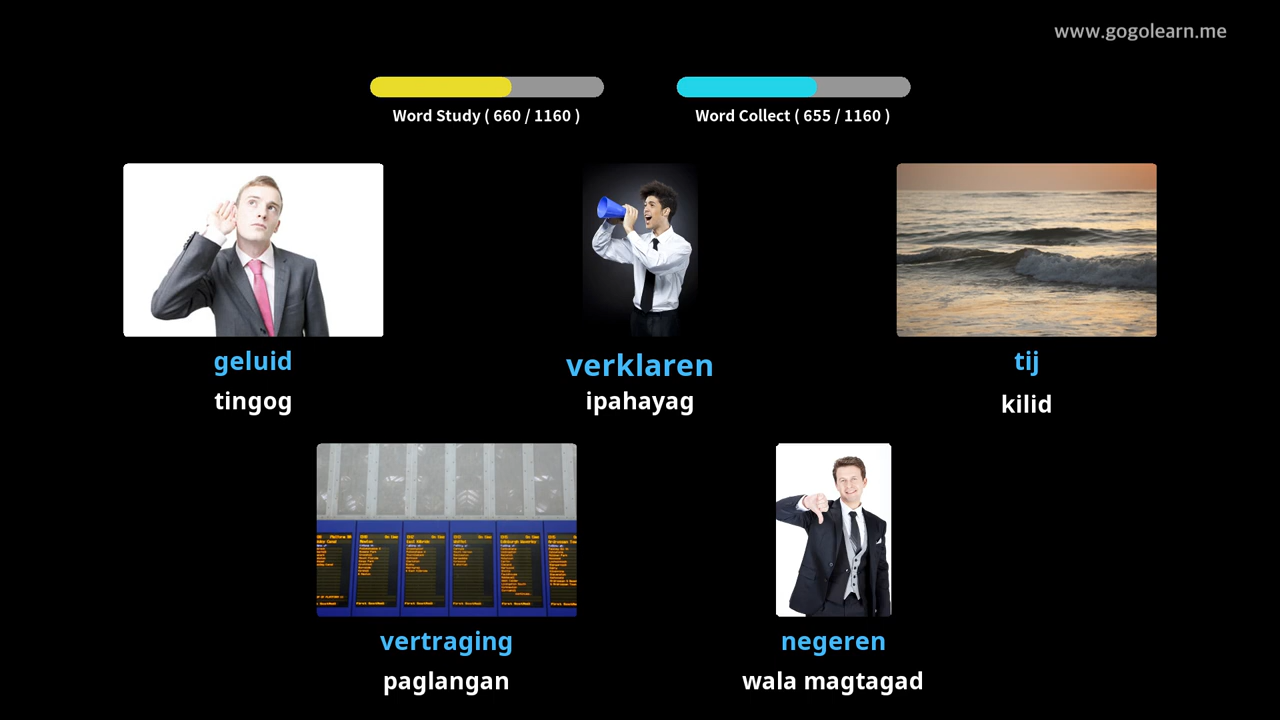 www.gogolearn.me
Word Study ( 660 / 1160 )
Word Collect ( 655 / 1160 )
geluid
tingog
verklaren
ipahayag
tij
kilid
vertraging
paglangan
negeren
wala magtagad